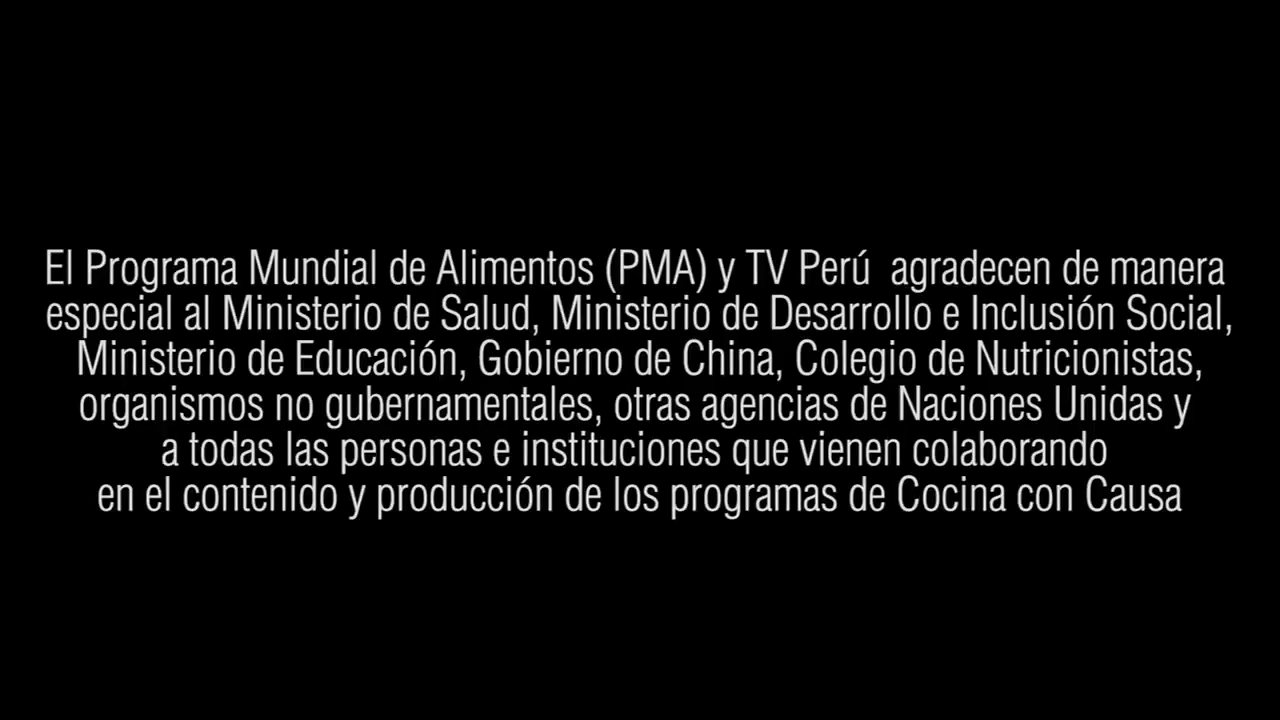 El Programa Mundial de Alimentos (PMA) y TV Perú  agradecen de manera
especial al Ministerio de Salud, Ministerio de Desarrollo e Inclusión Social,
Ministerio de Educación, Gobierno de China, Colegio de Nutricionistas,
organismos no gubernamentales, otras agencias de Naciones Unidas y
a todas las personas e instituciones que vienen colaborando
en el contenido y producción de los programas de Cocina con Causa